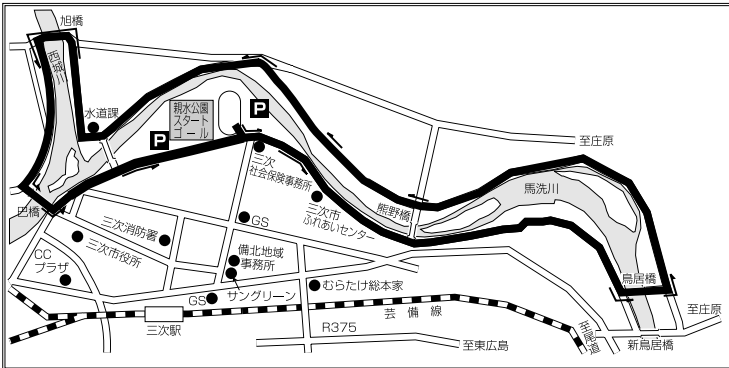 旭橋
西城川
水道課
親水公園
スタート
ゴール
P
P
三次
社会保険事務所
三次市
ふれあいセンター
熊野橋
馬洗川
至庄原
巴橋
三次消防署
三次市役所
GS
備北地域
事務所
サングリーン
CC
プラザ
GS
むらたけ総本家
三次駅
芸備線
R375
至東広島
至尾道
鳥居橋
新鳥居橋
至庄原